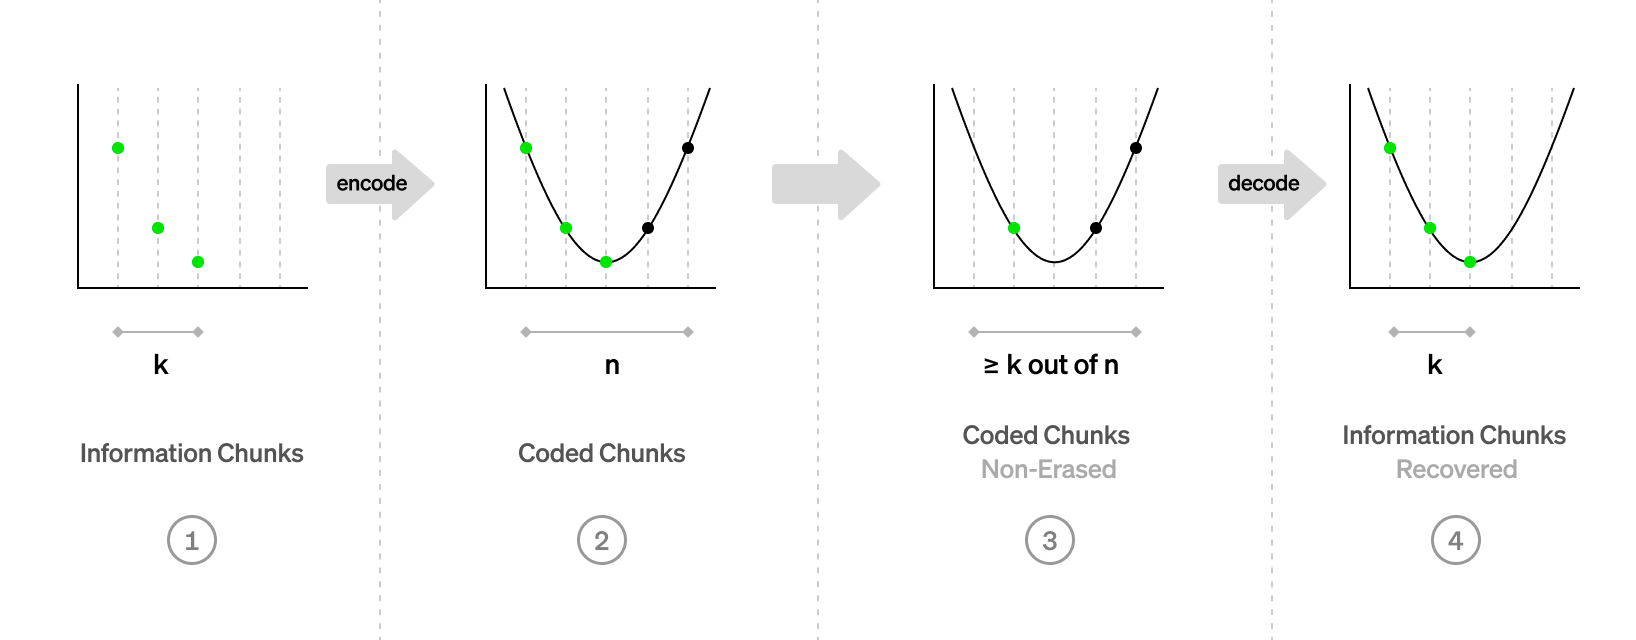 encode
decode
k
n
≥ k out of n
k
Information Chunks
Coded Chunks
Coded Chunks
Non-Erased
Information Chunks
Recovered
1
2
3
4